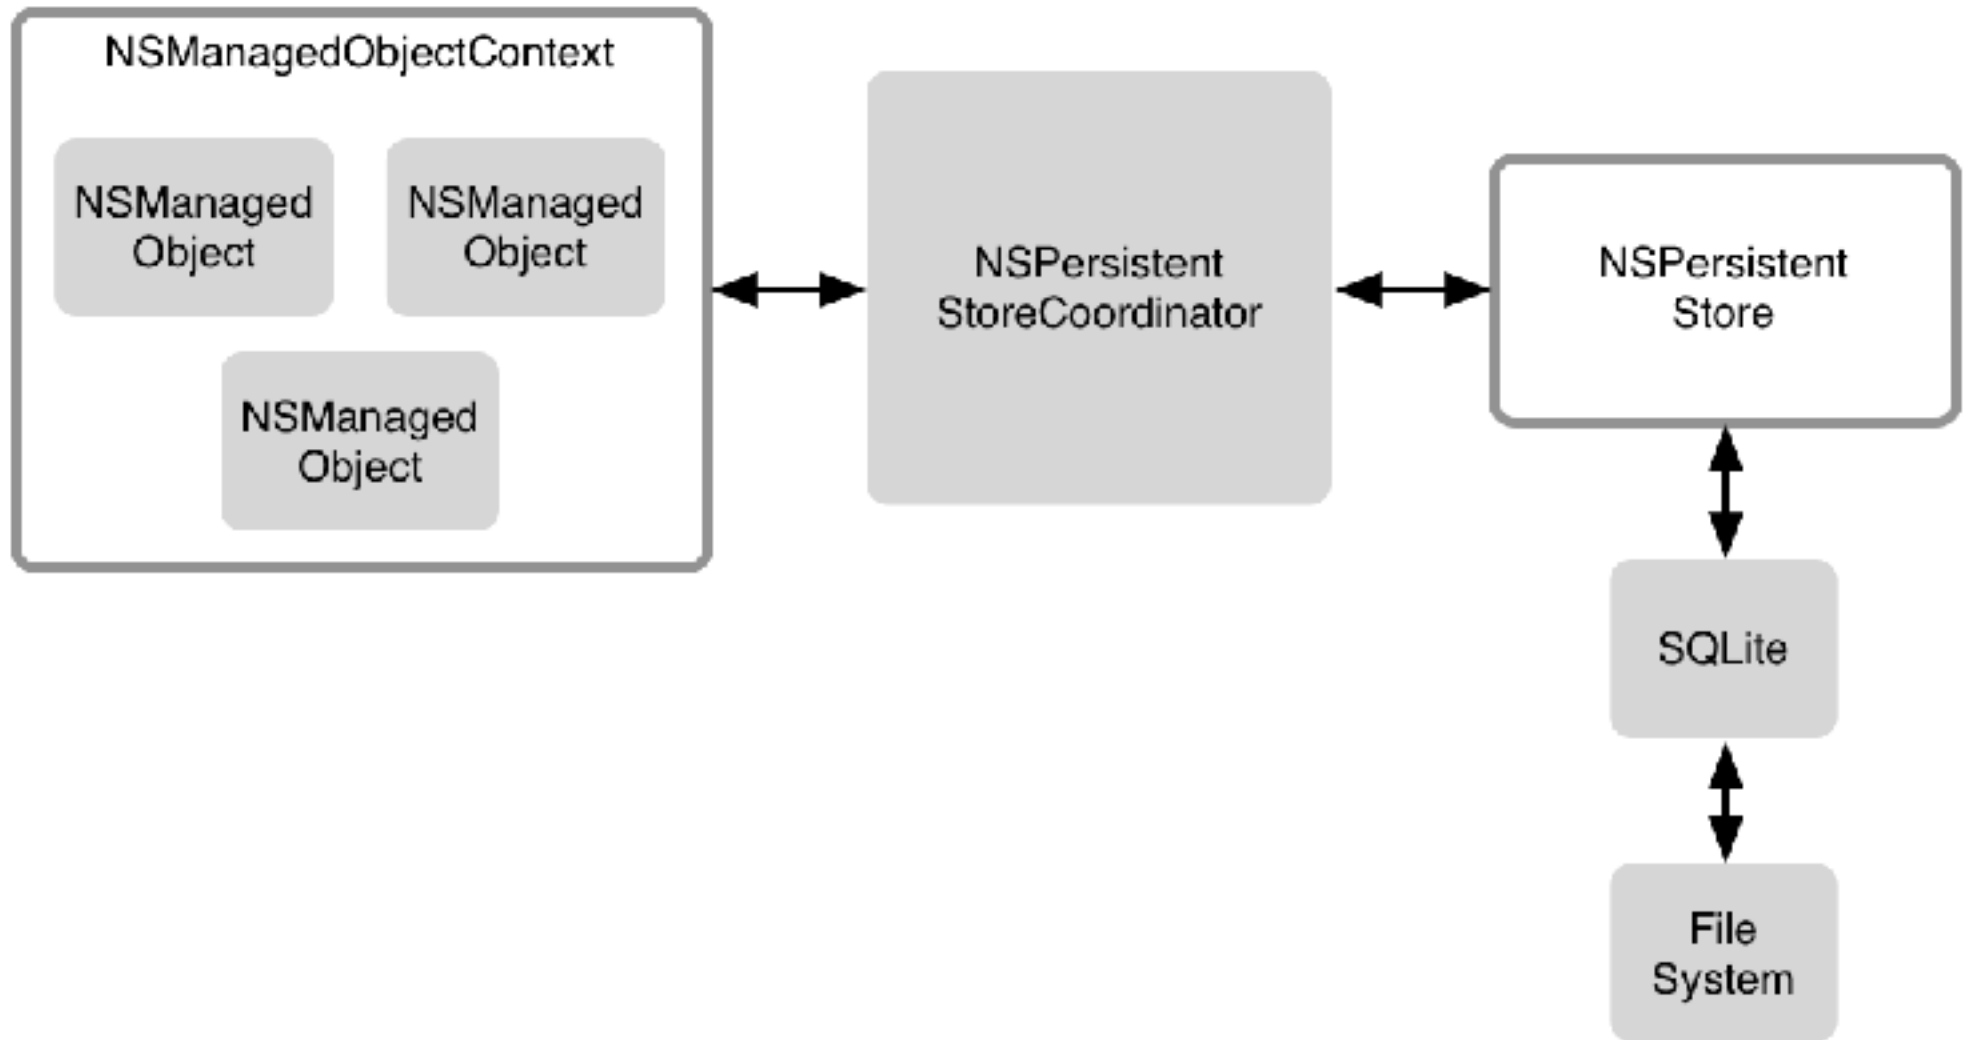 NSManagedObjectContext
NSManaged
Object
NSManaged
Object
NSManaged
Object
NSPersistent
StoreCoordinator
NSPersistent
Store
SQLite
File
System